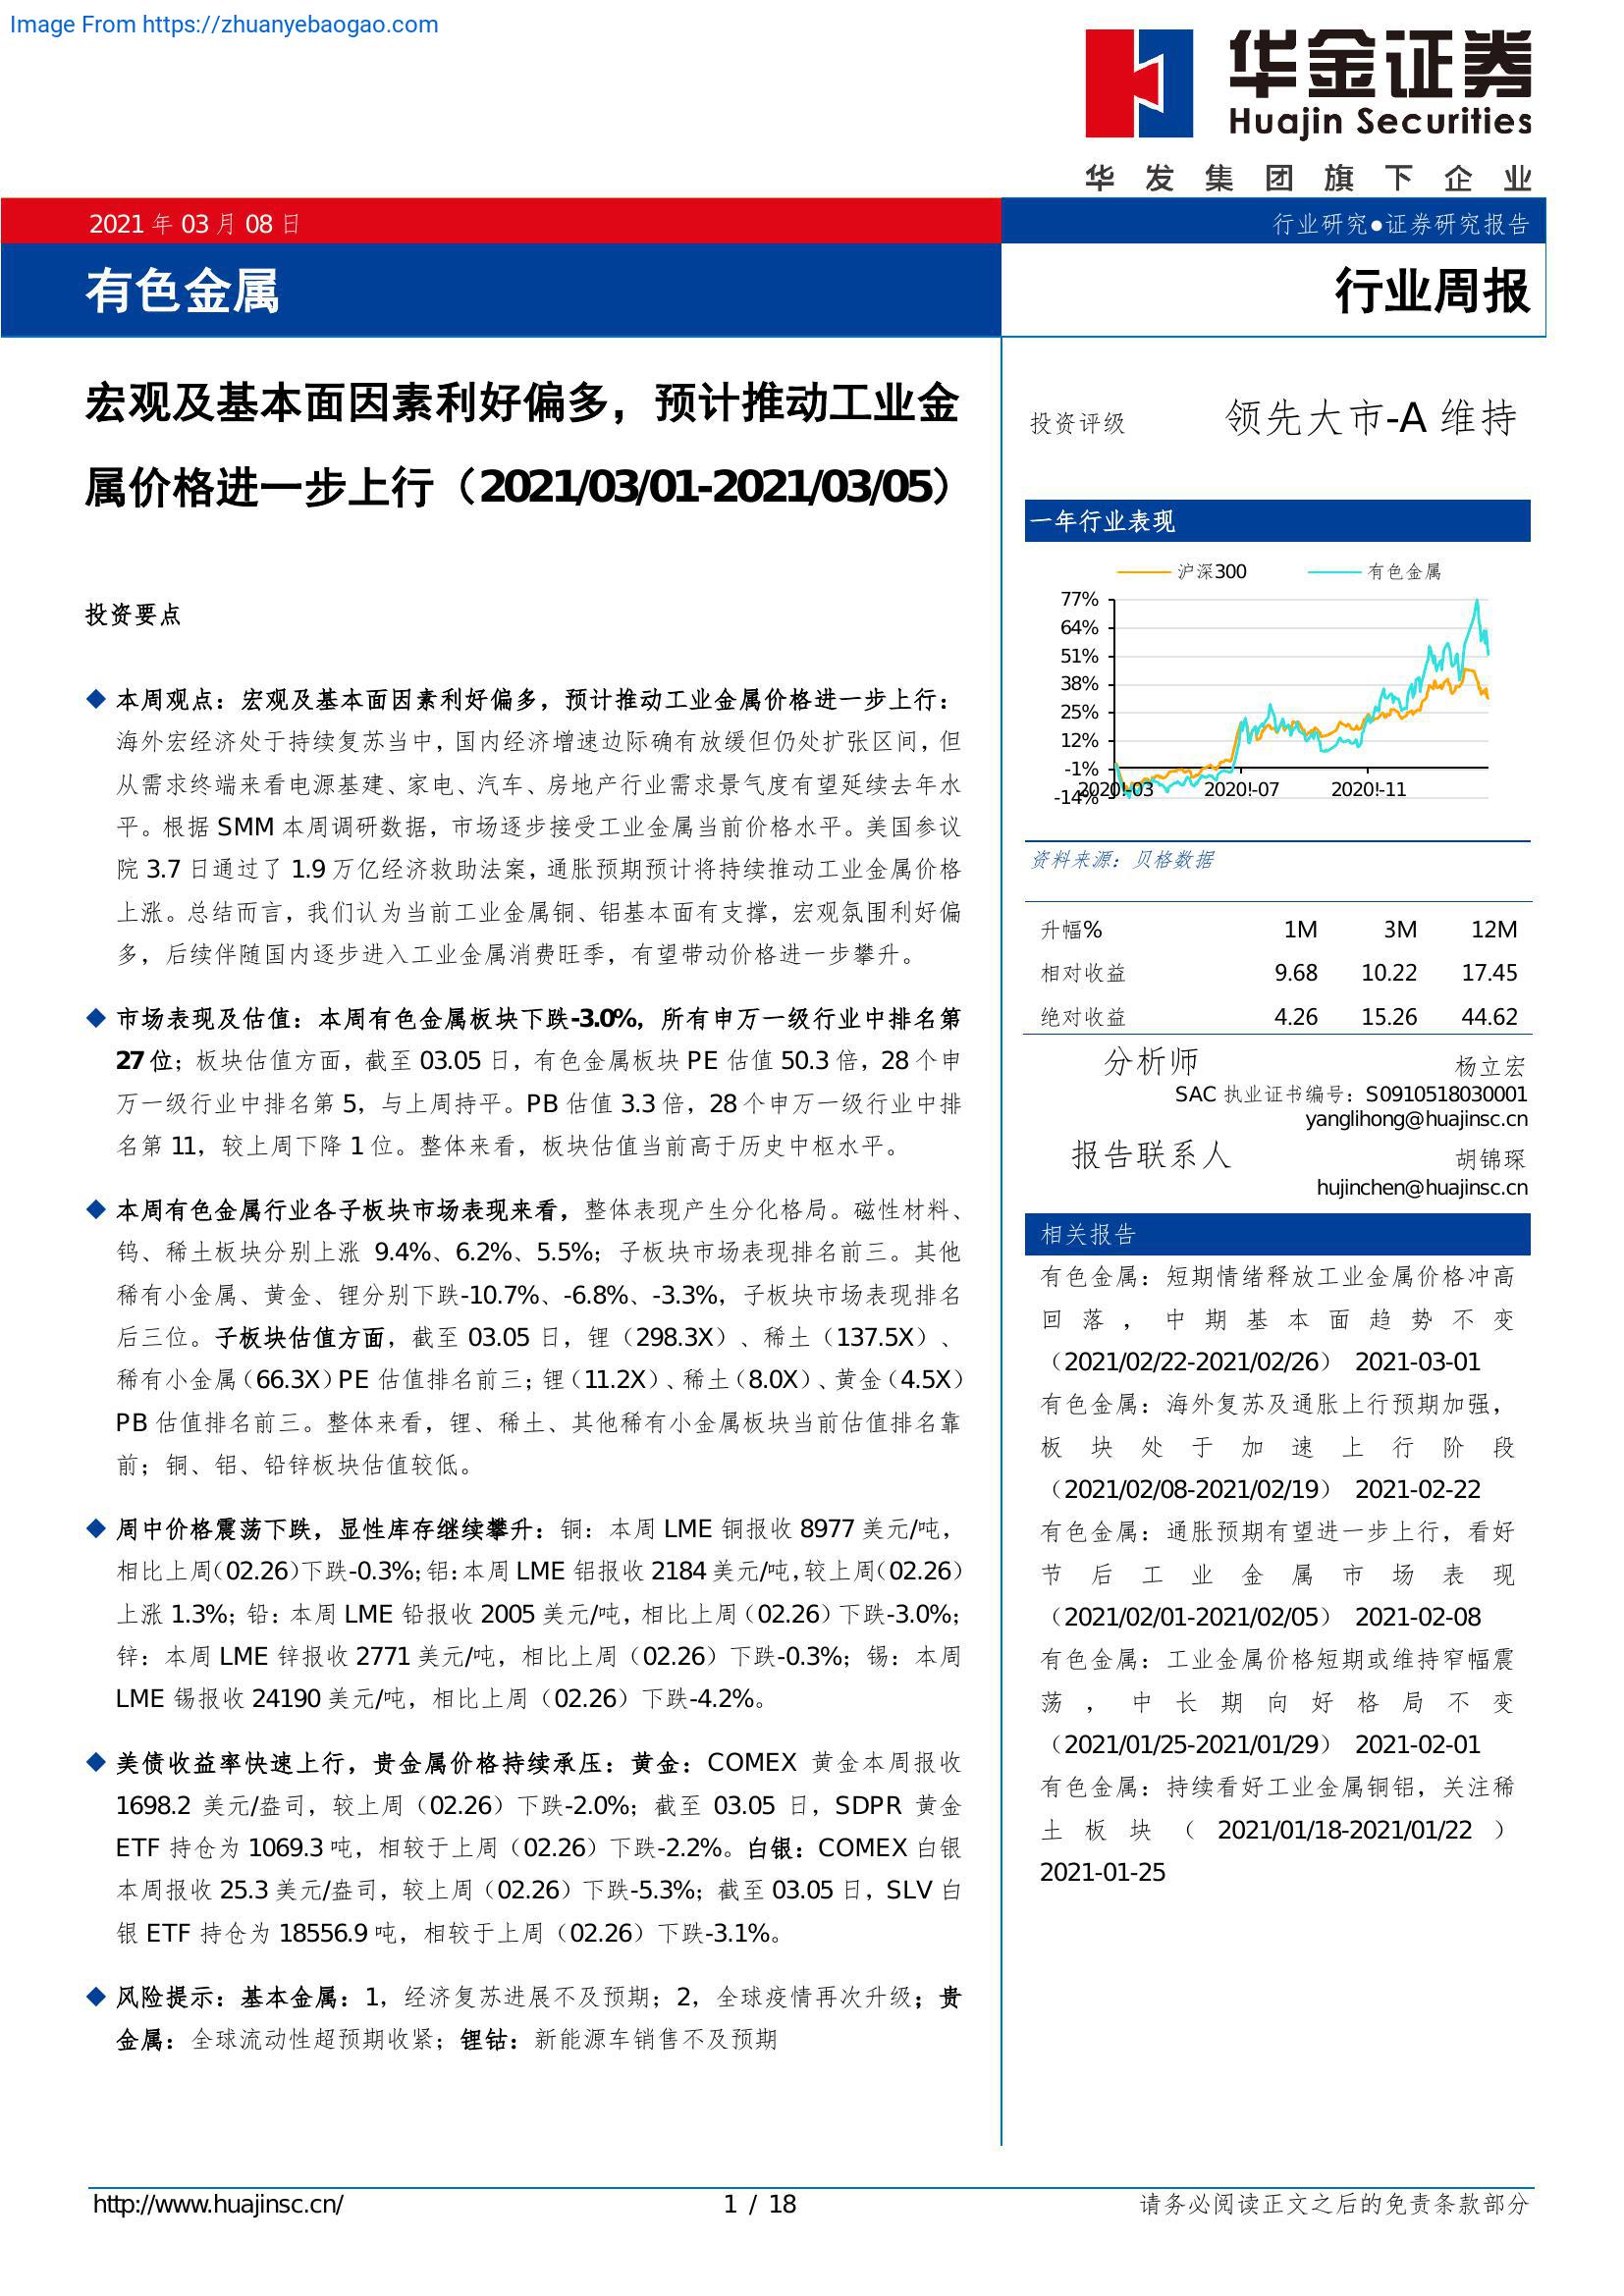 Image From https://zhuanyebaogao.com
华金证券
Huajin Securities
华发集团旗下企业
2021 年 03 月 08 日
行业研究●证券研究报告
有色金属
行业周报
宏观及基本面因素利好偏多，预计推动工业金
属价格进一步上行（2021/03/01-2021/03/05）
投资要点
◆ 本周观点：宏观及基本面因素利好偏多，预计推动工业金属价格进一步上行：
海外宏经济处于持续复苏当中，国内经济增速边际确有放缓但仍处扩张区间，但
从需求终端来看电源基建、家电、汽车、房地产行业需求景气度有望延续去年水
平。根据 SMM 本周调研数据，市场逐步接受工业金属当前价格水平。美国参议
院 3.7 日通过了 1.9 万亿经济救助法案，通胀预期预计将持续推动工业金属价格
上涨。总结而言，我们认为当前工业金属铜、铝基本面有支撑，宏观氛围利好偏
多，后续伴随国内逐步进入工业金属消费旺季，有望带动价格进一步攀升。
◆ 市场表现及估值：本周有色金属板块下跌-3.0%，所有申万一级行业中排名第
27 位；板块估值方面，截至 03.05 日，有色金属板块 PE 估值 50.3 倍，28 个申
万一级行业中排名第 5，与上周持平。PB 估值 3.3 倍，28 个申万一级行业中排
名第 11，较上周下降 1 位。整体来看，板块估值当前高于历史中枢水平。
◆ 本周有色金属行业各子板块市场表现来看，整体表现产生分化格局。磁性材料、
钨、稀土板块分别上涨 9.4%、6.2%、5.5%；子板块市场表现排名前三。其他
稀有小金属、黄金、锂分别下跌-10.7%、-6.8%、-3.3%，子板块市场表现排名
后三位。子板块估值方面，截至 03.05 日，锂（298.3X）、稀土（137.5X）、
稀有小金属（66.3X）PE 估值排名前三；锂（11.2X）、稀土（8.0X）、黄金（4.5X）
PB 估值排名前三。整体来看，锂、稀土、其他稀有小金属板块当前估值排名靠
前；铜、铝、铅锌板块估值较低。
◆ 周中价格震荡下跌，显性库存继续攀升：铜：本周 LME 铜报收 8977 美元/吨，
相比上周（02.26）下跌-0.3%；铝：本周 LME 铝报收 2184 美元/吨，较上周（02.26）
上涨 1.3%；铅：本周 LME 铅报收 2005 美元/吨，相比上周（02.26）下跌-3.0%；
锌：本周 LME 锌报收 2771 美元/吨，相比上周（02.26）下跌-0.3%；锡：本周
LME 锡报收 24190 美元/吨，相比上周（02.26）下跌-4.2%。
◆ 美债收益率快速上行，贵金属价格持续承压：黄金：COMEX 黄金本周报收
1698.2 美元/盎司，较上周（02.26）下跌-2.0%；截至 03.05 日，SDPR 黄金
ETF 持仓为 1069.3 吨，相较于上周（02.26）下跌-2.2%。白银：COMEX 白银
本周报收 25.3 美元/盎司，较上周（02.26）下跌-5.3%；截至 03.05 日，SLV 白
银 ETF 持仓为 18556.9 吨，相较于上周（02.26）下跌-3.1%。
◆ 风险提示：基本金属：1，经济复苏进展不及预期；2，全球疫情再次升级；贵
金属：全球流动性超预期收紧；锂钴：新能源车销售不及预期
投资评级 领先大市-A 维持
一年行业表现
沪深300 有色金属
77%
64%
51%
38%
25%
12%
-1%
-14%
2020!-03 2020!-07 2020!-11
资料来源：贝格数据
升幅% 1M 3M 12M
相对收益 9.68 10.22 17.45
绝对收益 4.26 15.26 44.62
分析师 杨立宏
SAC 执业证书编号：S0910518030001
yanglihong@huajinsc.cn
报告联系人 胡锦琛
hujinchen@huajinsc.cn
相关报告
有色金属：短期情绪释放工业金属价格冲高
回落，中期基本面趋势不变
（2021/02/22-2021/02/26） 2021-03-01
有色金属：海外复苏及通胀上行预期加强，
板块处于加速上行阶段
（2021/02/08-2021/02/19） 2021-02-22
有色金属：通胀预期有望进一步上行，看好
节后工业金属市场表现
（2021/02/01-2021/02/05） 2021-02-08
有色金属：工业金属价格短期或维持窄幅震
荡，中长期向好格局不变
（2021/01/25-2021/01/29） 2021-02-01
有色金属：持续看好工业金属铜铝，关注稀
土板块（2021/01/18-2021/01/22）
2021-01-25
http://www.huajinsc.cn/ 1 / 18 请务必阅读正文之后的免责条款部分